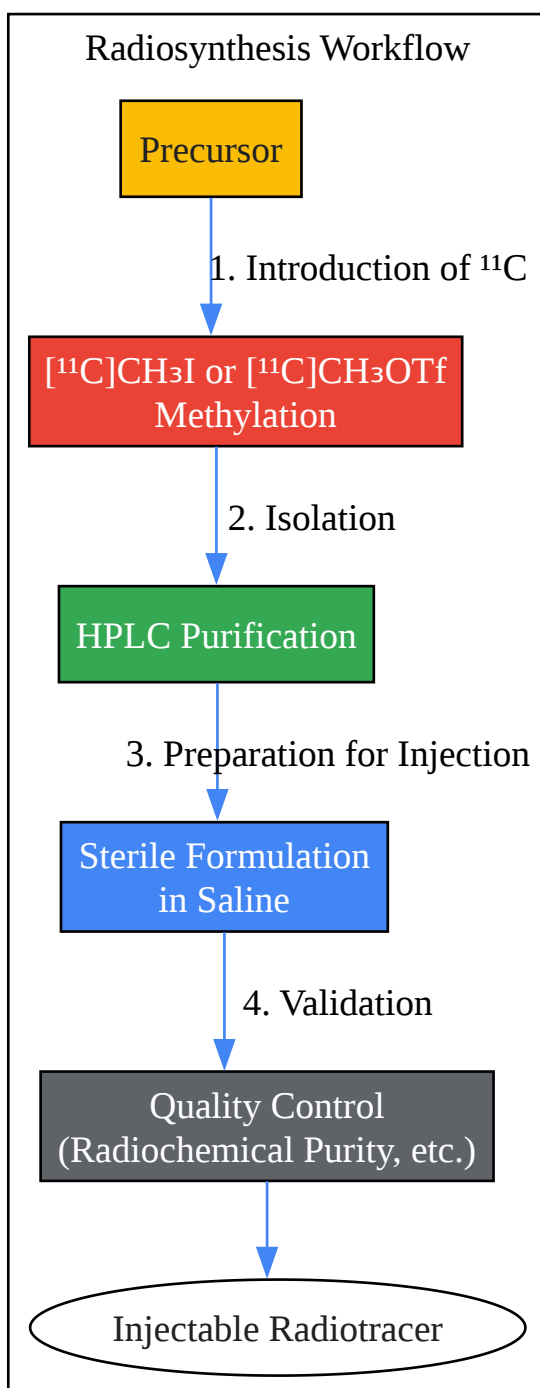 Radiosynthesis Workflow
Precursor
1. Introduction of ¹¹C
[¹¹C]CH₃I or [¹¹C]CH₃OTf
Methylation
2. Isolation
HPLC Purification
3. Preparation for Injection
Sterile Formulation
in Saline
4. Validation
Quality Control
(Radiochemical Purity, etc.)
Injectable Radiotracer